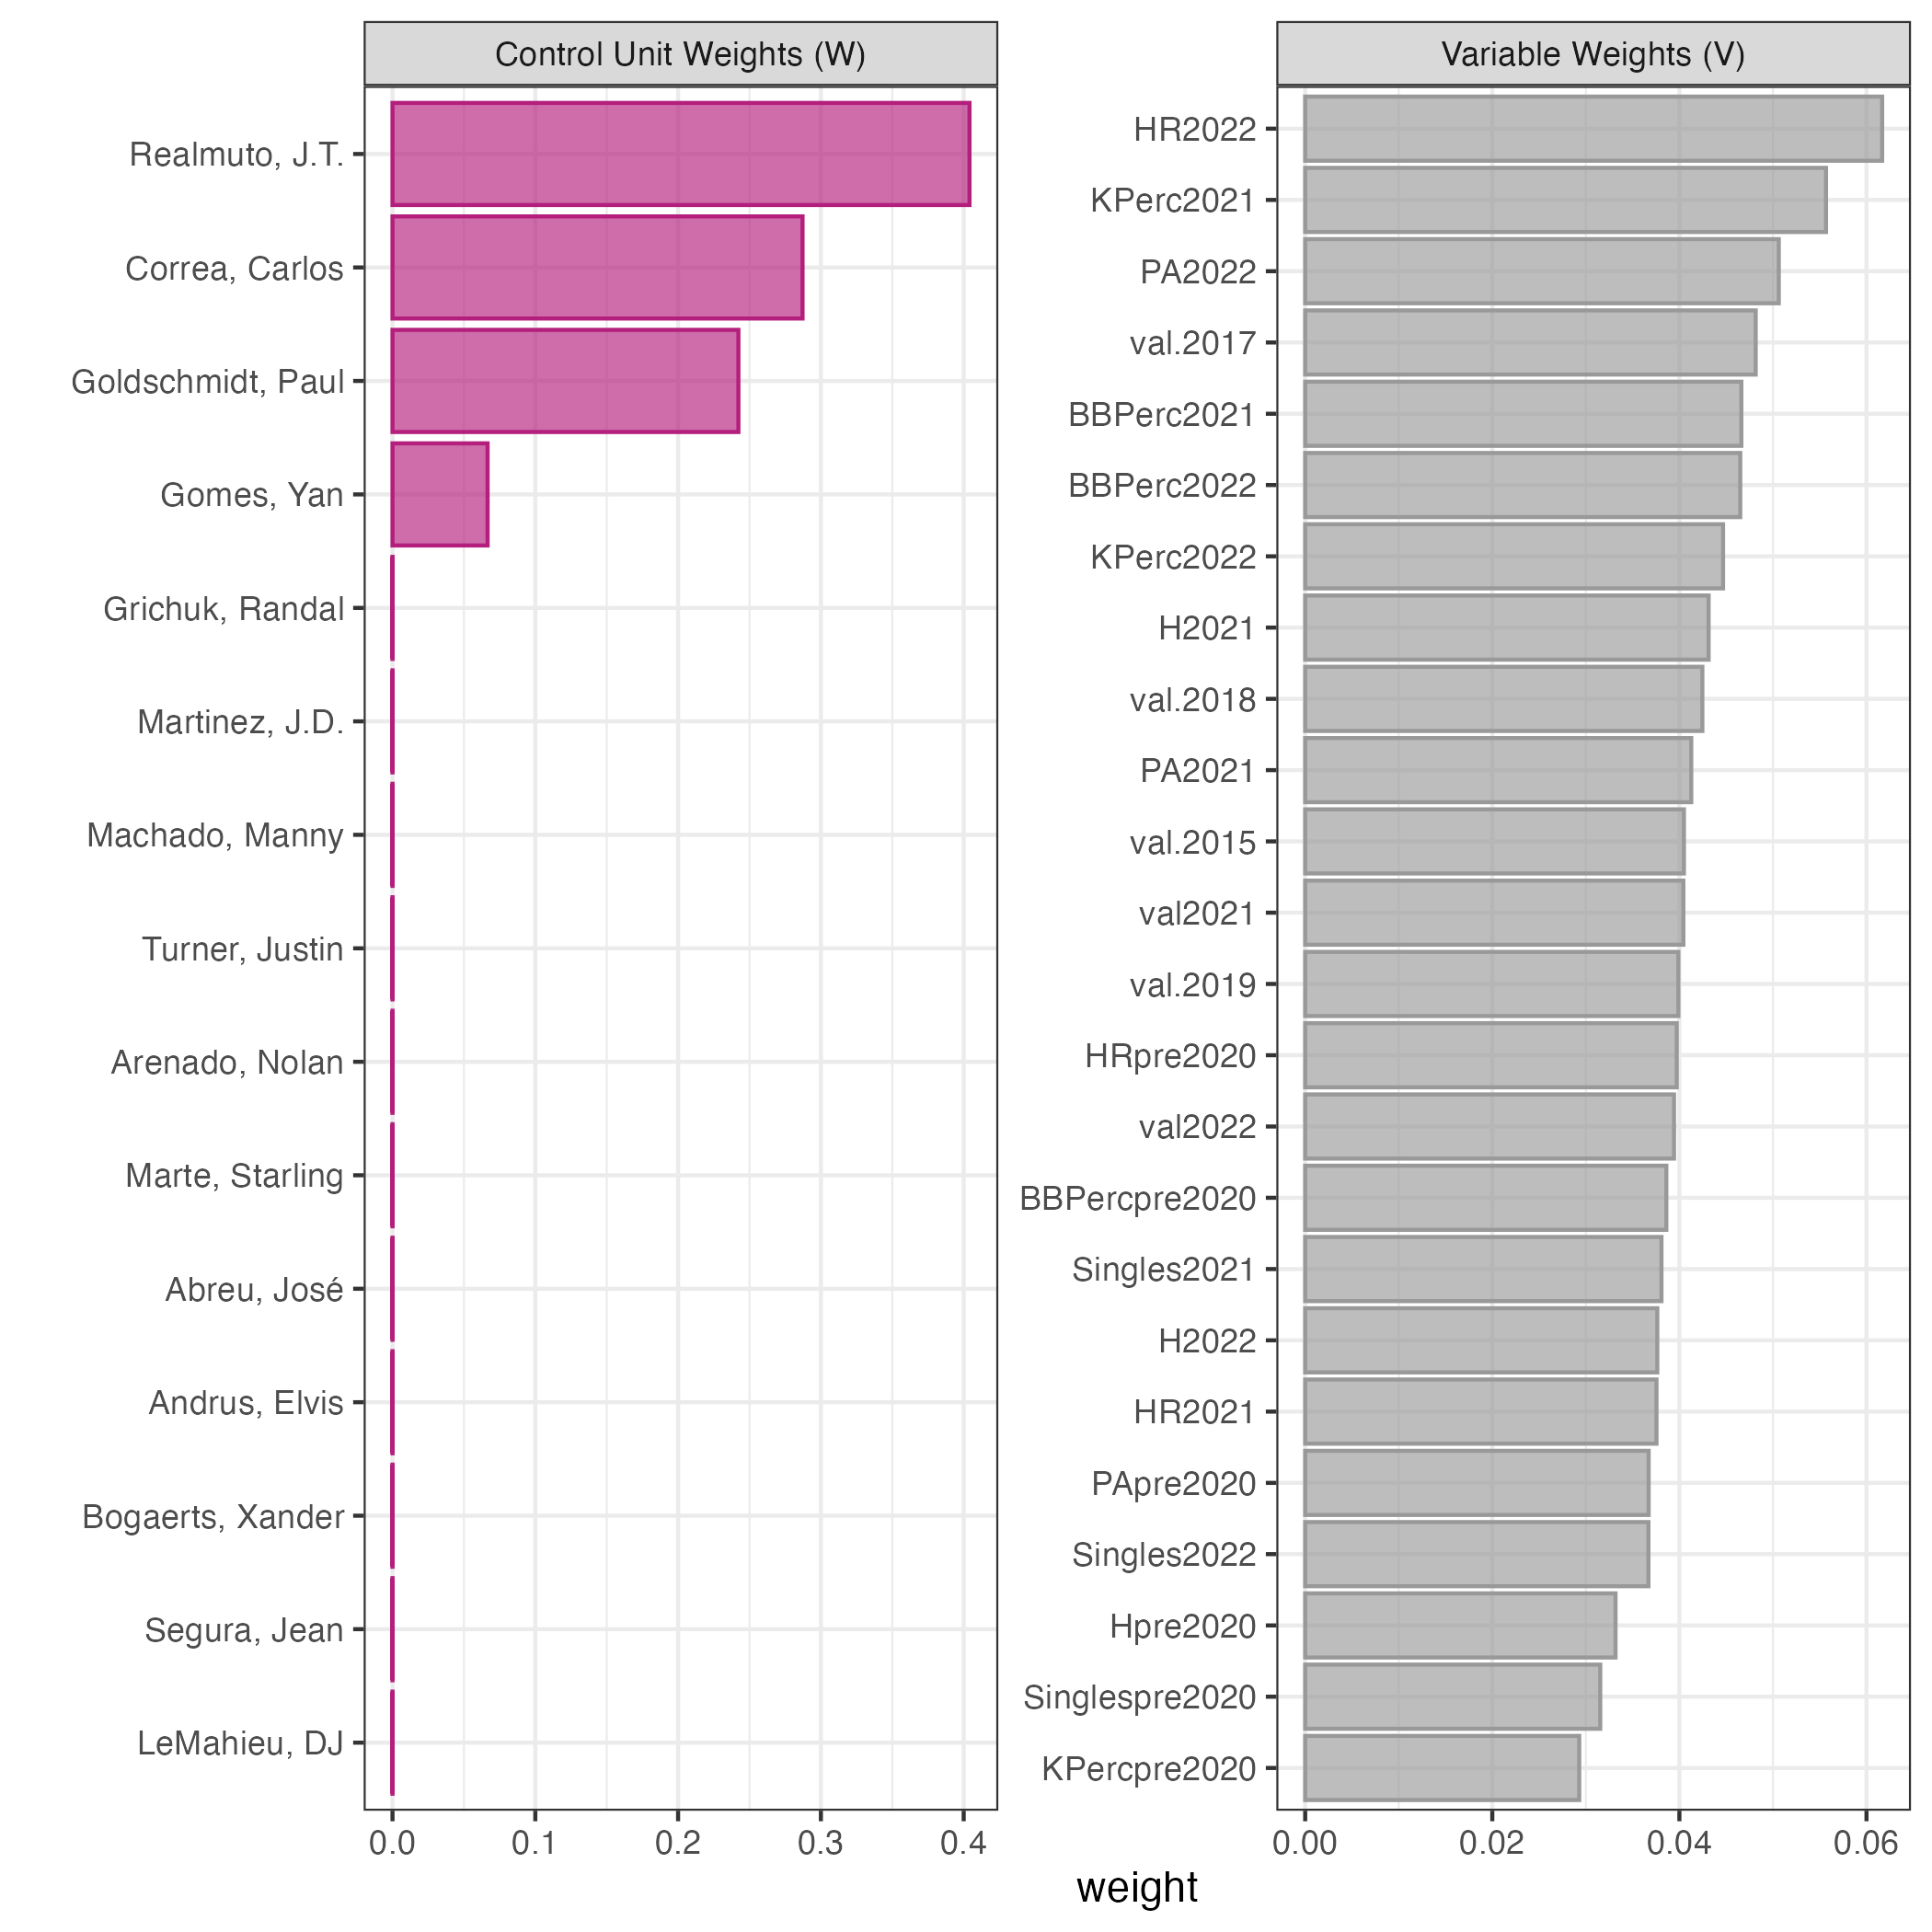 Control Unit Weights (W)
Realmuto, J.T.
Correa, Carlos
Goldschmidt, Paul
Gomes, Yan
Grichuk, Randal
Martinez, J.D.
Machado, Manny
Turner, Justin
Arenado, Nolan
Marte, Starling
Abreu, José
Andrus, Elvis
Bogaerts, Xander
Segura, Jean
LeMahieu, DJ
0.0 0.1 0.2 0.3 0.4
Variable Weights (V)
HR2022
KPerc2021
PA2022
val.2017
BBPerc2021
BBPerc2022
KPerc2022
H2021
val.2018
PA2021
val.2015
val2021
val.2019
HRpre2020
val2022
BBPercpre2020
Singles2021
H2022
HR2021
PApre2020
Singles2022
Hpre2020
Singlespre2020
KPercpre2020
0.00 0.02 0.04 0.06
weight